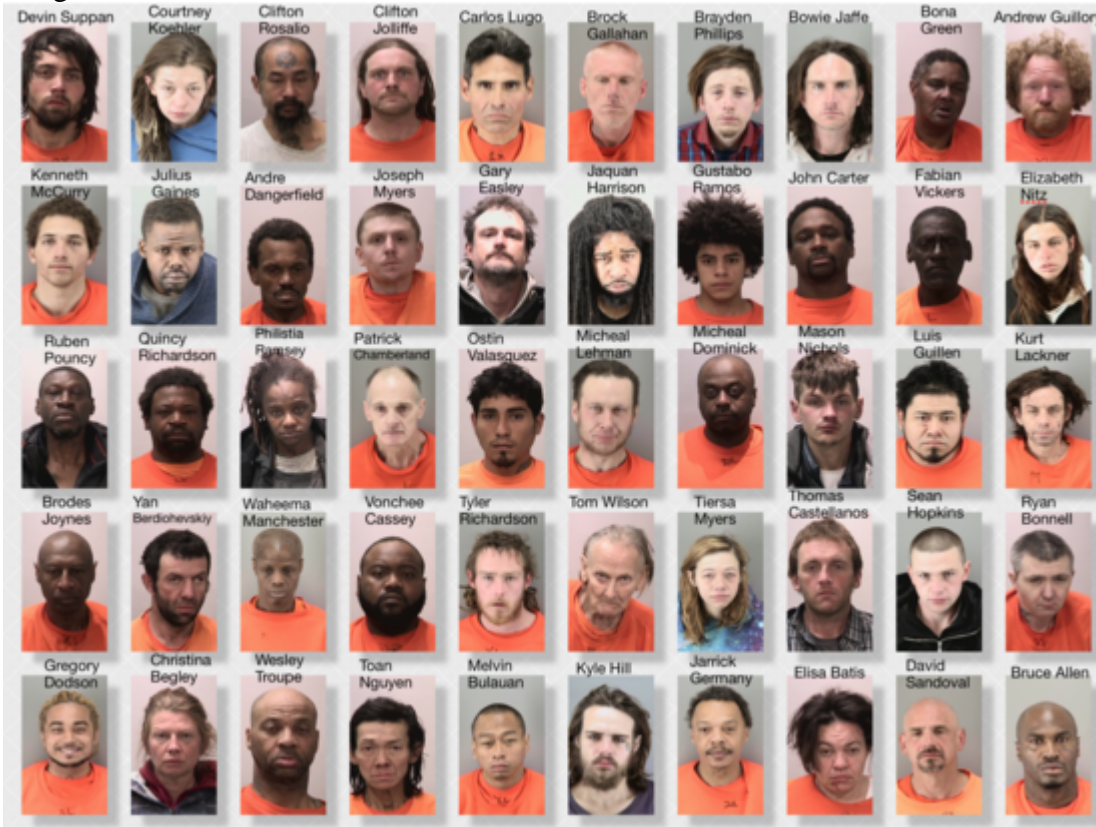 Devin Suppan
Courtney
Koehler
Clifton
Rosalio
Clifton
Jolliffe
Carlos Lugo
Brock
Gallahan
Brayden
Phillips
Bowie Jaffe
Bona
Green
Andrew Guillory
Kenneth
McCurry
Julius
Gaines
Andre
Dangerfield
Joseph
Myers
Gary
Easley
Jaquan
Harrison
Gustabo
Ramos
John Carter
Fabian
Vickers
Elizabeth
Nitz
Ruben
Pouncy
Quincy
Richardson
Philistia
Ramsey
Patrick
Chamberland
Ostin
Valasquez
Micheal
Lehman
Micheal
Dominick
Mason
Nichols
Luis
Guillen
Kurt
Lackner
Brodes
Joynes
Yan
Berdiohevskiy
Waheema
Manchester
Vonchee
Cassey
Tyler
Richardson
Tom Wilson
Tiersa
Myers
Thomas
Castellanos
Sean
Hopkins
Ryan
Bonnell
Gregory
Dodson
Christina
Begley
Wesley
Troupe
Toan
Nguyen
Melvin
Bulauan
Kyle Hill
Jarrick
Germany
Elisa Batis
David
Sandoval
Bruce Allen